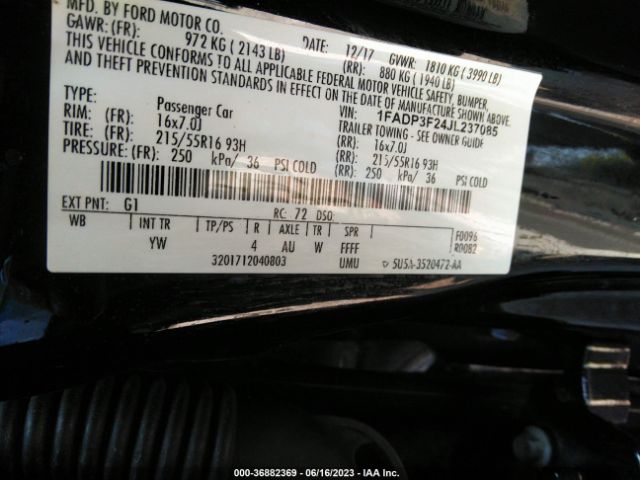 MFD. BY FORD MOTOR CO.
GAWR: (FR): 972 KG ( 2143 LB) DATE: 12/17 GVWR: 1810 KG ( 3990 LB)
(RR): 880 KG ( 1940 LB)
THIS VEHICLE CONFORMS TO ALL APPLICABLE FEDERAL MOTOR VEHICLE SAFETY, BUMPER,
AND THEFT PREVENTION STANDARDS IN EFFECT ON THE DATE OF MANUFACTURE SHOWN ABOVE.
TYPE: Passenger Car VIN: 1FADP3F24JL237085
TRAILER TOWING - SEE OWNER GUIDE
RIM: (FR): 16x7.0J (RR): 16x7.0J
TIRE: (FR): 215/55R16 93H (RR): 215/55R16 93H
PRESSURE: (FR): 250 kPa/ 36 PSI COLD (RR): 250 kPa/ 36 PSI COLD
EXT PNT: G1 RC: 72 DSO:
WB INT TR TP/PS R AXLE TR SPR F0096
YW 4 AU W FFFF R0082
3201712040803 UMU 5U5A-3520472-AA
000-36882369 - 06/16/2023 - IAA Inc.